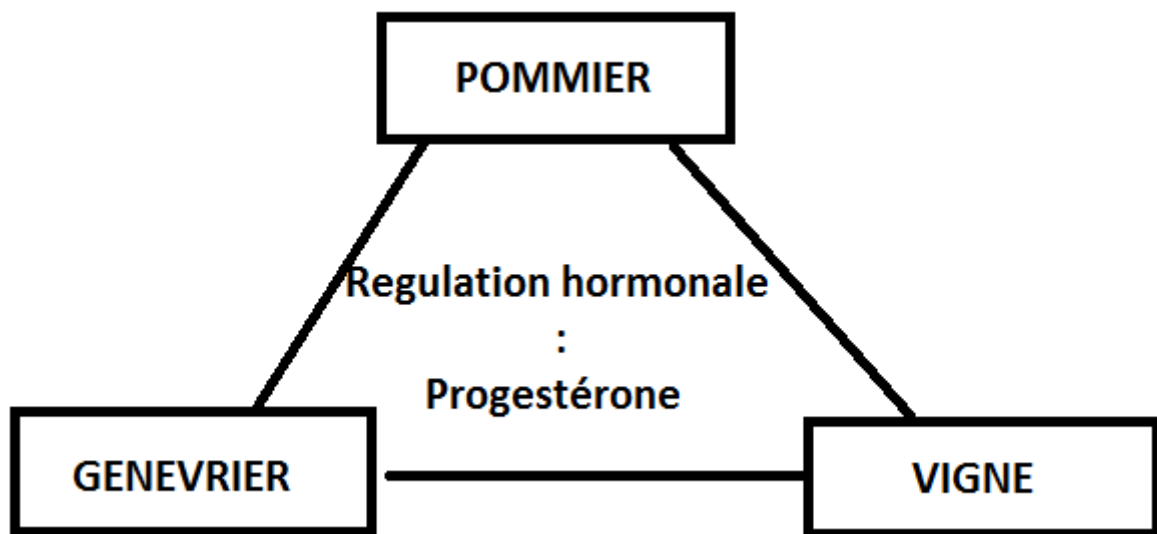 POMMIER
Regulation hormonale
:
Progestérone
GENEVRIER
VIGNE